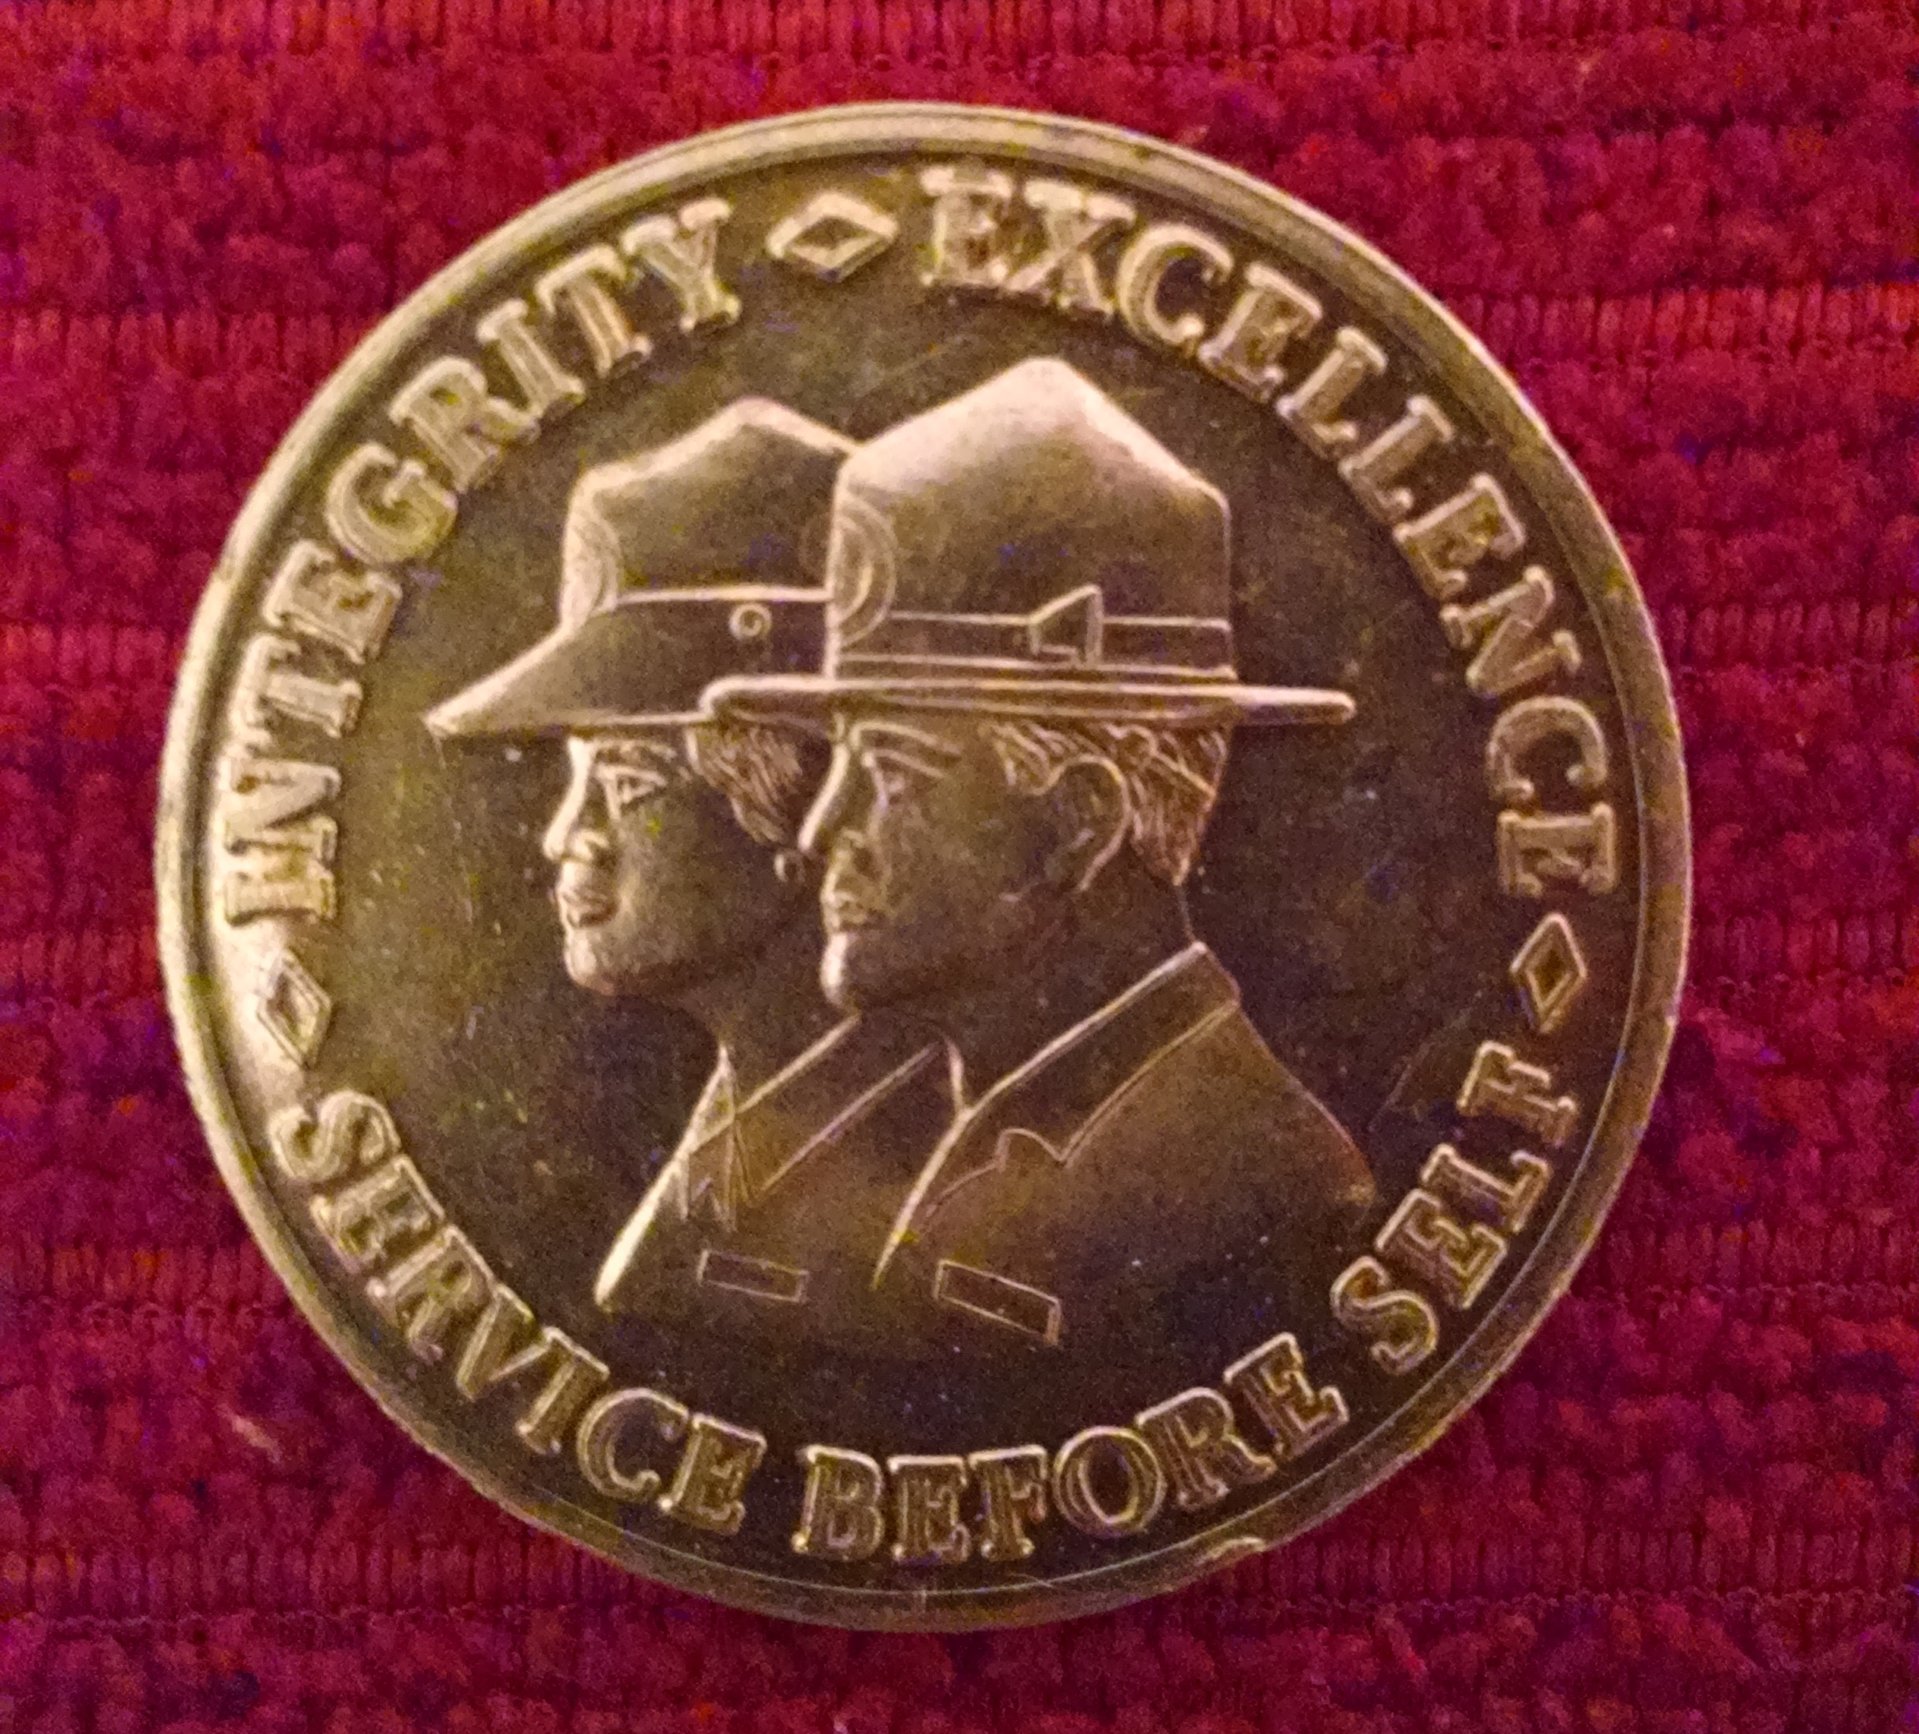 INTEGRITY ◇ EXCELLENCE ◇
SERVICE BEFORE SELF ◇